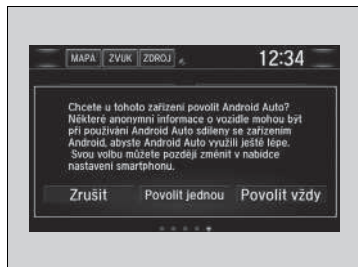 MAPA ZVUK ZDROJ 12:34
Chcete u tohoto zařízení povolit Android Auto?
Některé anonymní informace o vozidle mohou být
při používání Android Auto sdíleny se zařízením
Android, abyste Android Auto využili ještě lépe.
Svou volbu můžete později změnit v nabídce
nastavení smartphonu.
Zrušit Povolit jednou Povolit vždy